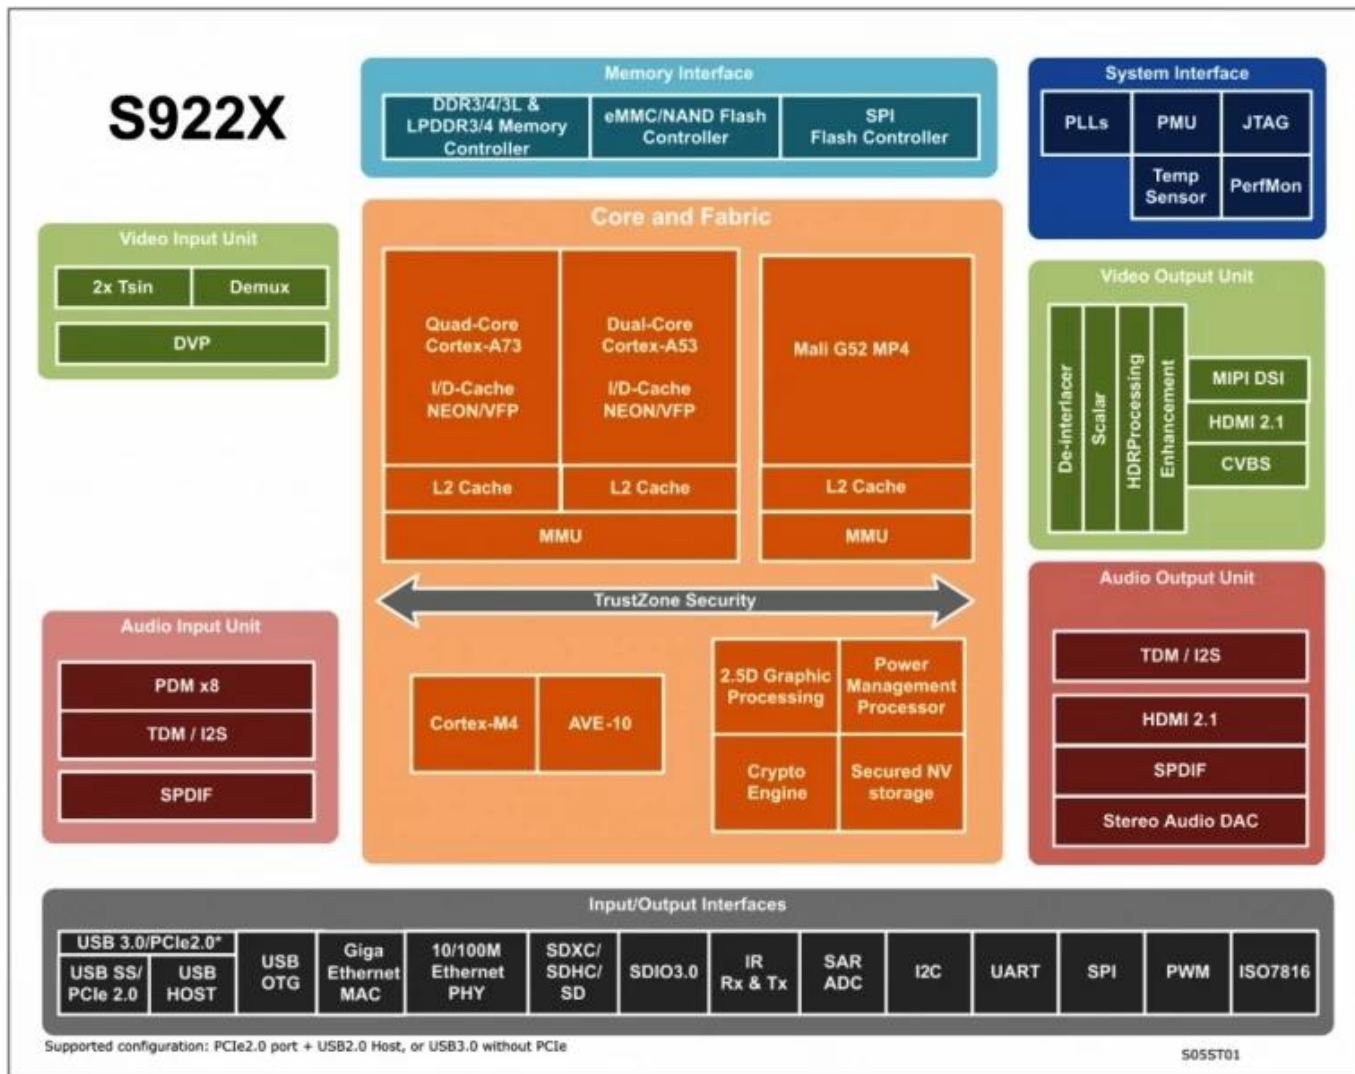 S922X
Memory Interface
DDR3/4/3L &
LPDDR3/4 Memory
Controller
eMMC/NAND Flash
Controller
SPI
Flash Controller
System Interface
PLLs
PMU
JTAG
Temp
Sensor
PerfMon
Video Input Unit
2x Tsin
Demux
DVP
Core and Fabric
Quad-Core
Cortex-A73
I/D-Cache
NEON/VFP
Dual-Core
Cortex-A53
I/D-Cache
NEON/VFP
Mali G52 MP4
L2 Cache
L2 Cache
L2 Cache
MMU
MMU
TrustZone Security
Cortex-M4
AVE-10
2.5D Graphic
Processing
Power
Management
Processor
Crypto
Engine
Secured NV
storage
Video Output Unit
De-interlacer
Scalar
HDRProcessing
Enhancement
MIPI DSI
HDMI 2.1
CVBS
Audio Input Unit
PDM x8
TDM / I2S
SPDIF
Audio Output Unit
TDM / I2S
HDMI 2.1
SPDIF
Stereo Audio DAC
Input/Output Interfaces
USB 3.0/PCIe2.0*
USB SS/
PCIe 2.0
USB
HOST
USB
OTG
Giga
Ethernet
MAC
10/100M
Ethernet
PHY
SDXC/
SDHC/
SD
SDIO3.0
IR
Rx & Tx
SAR
ADC
I2C
UART
SPI
PWM
ISO7816
Supported configuration: PCIe2.0 port + USB2.0 Host, or USB3.0 without PCIe
S05ST01